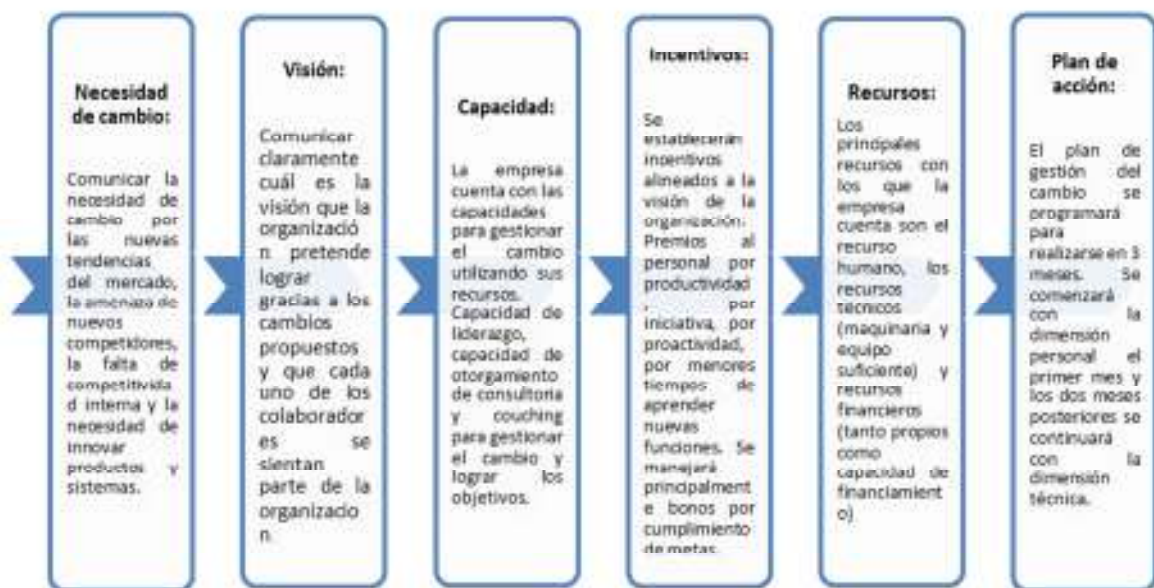 Necesidad
de cambio:
Comunicar la
necesidad de
cambio por
las nuevas
tendencias
del mercado,
la amenaza de
nuevos
competidores,
la falta de
competitivida
d interna y la
necesidad de
innovar
productos y
sistemas.
Visión:
Comunicar
claramente
cuál es la
visión que la
organizació
n pretende
lograr
gracias a los
cambios
propuestos
y que cada
uno de los
colaborador
es se
sientan
parte de la
organizacio
n
Capacidad:
La empresa
cuenta con las
capacidades
para gestionar
el cambio
utilizando sus
recursos.
Capacidad de
liderazgo,
capacidad de
otorgamiento
de consultoria
y couching
para gestionar
el cambio y
lograr los
objetivos.
Incentivos:
Se
establecerán
incentivos
alineados a la
visión de la
organización.
Premios al
personal por
productividad
, por
iniciativa, por
proactividad,
por menores
tiempos de
aprender
nuevas
funciones. Se
manejará
principalment
e bonos por
cumplimiento
de metas.
Recursos:
Los
principales
recursos con
los que la
empresa
cuenta son el
recurso
humano, los
recursos
técnicos
(maquinaria y
equipo
suficiente) y
recursos
financieros
(tanto propios
como
capacidad de
financiamient
o)
Plan de
acción:
El plan de
gestión del
cambio se
programará
para
realizarse en 3
meses. Se
comenzará
con la
dimensión
personal el
primer mes y
los dos meses
posteriores se
continuará
con la
dimensión
técnica.